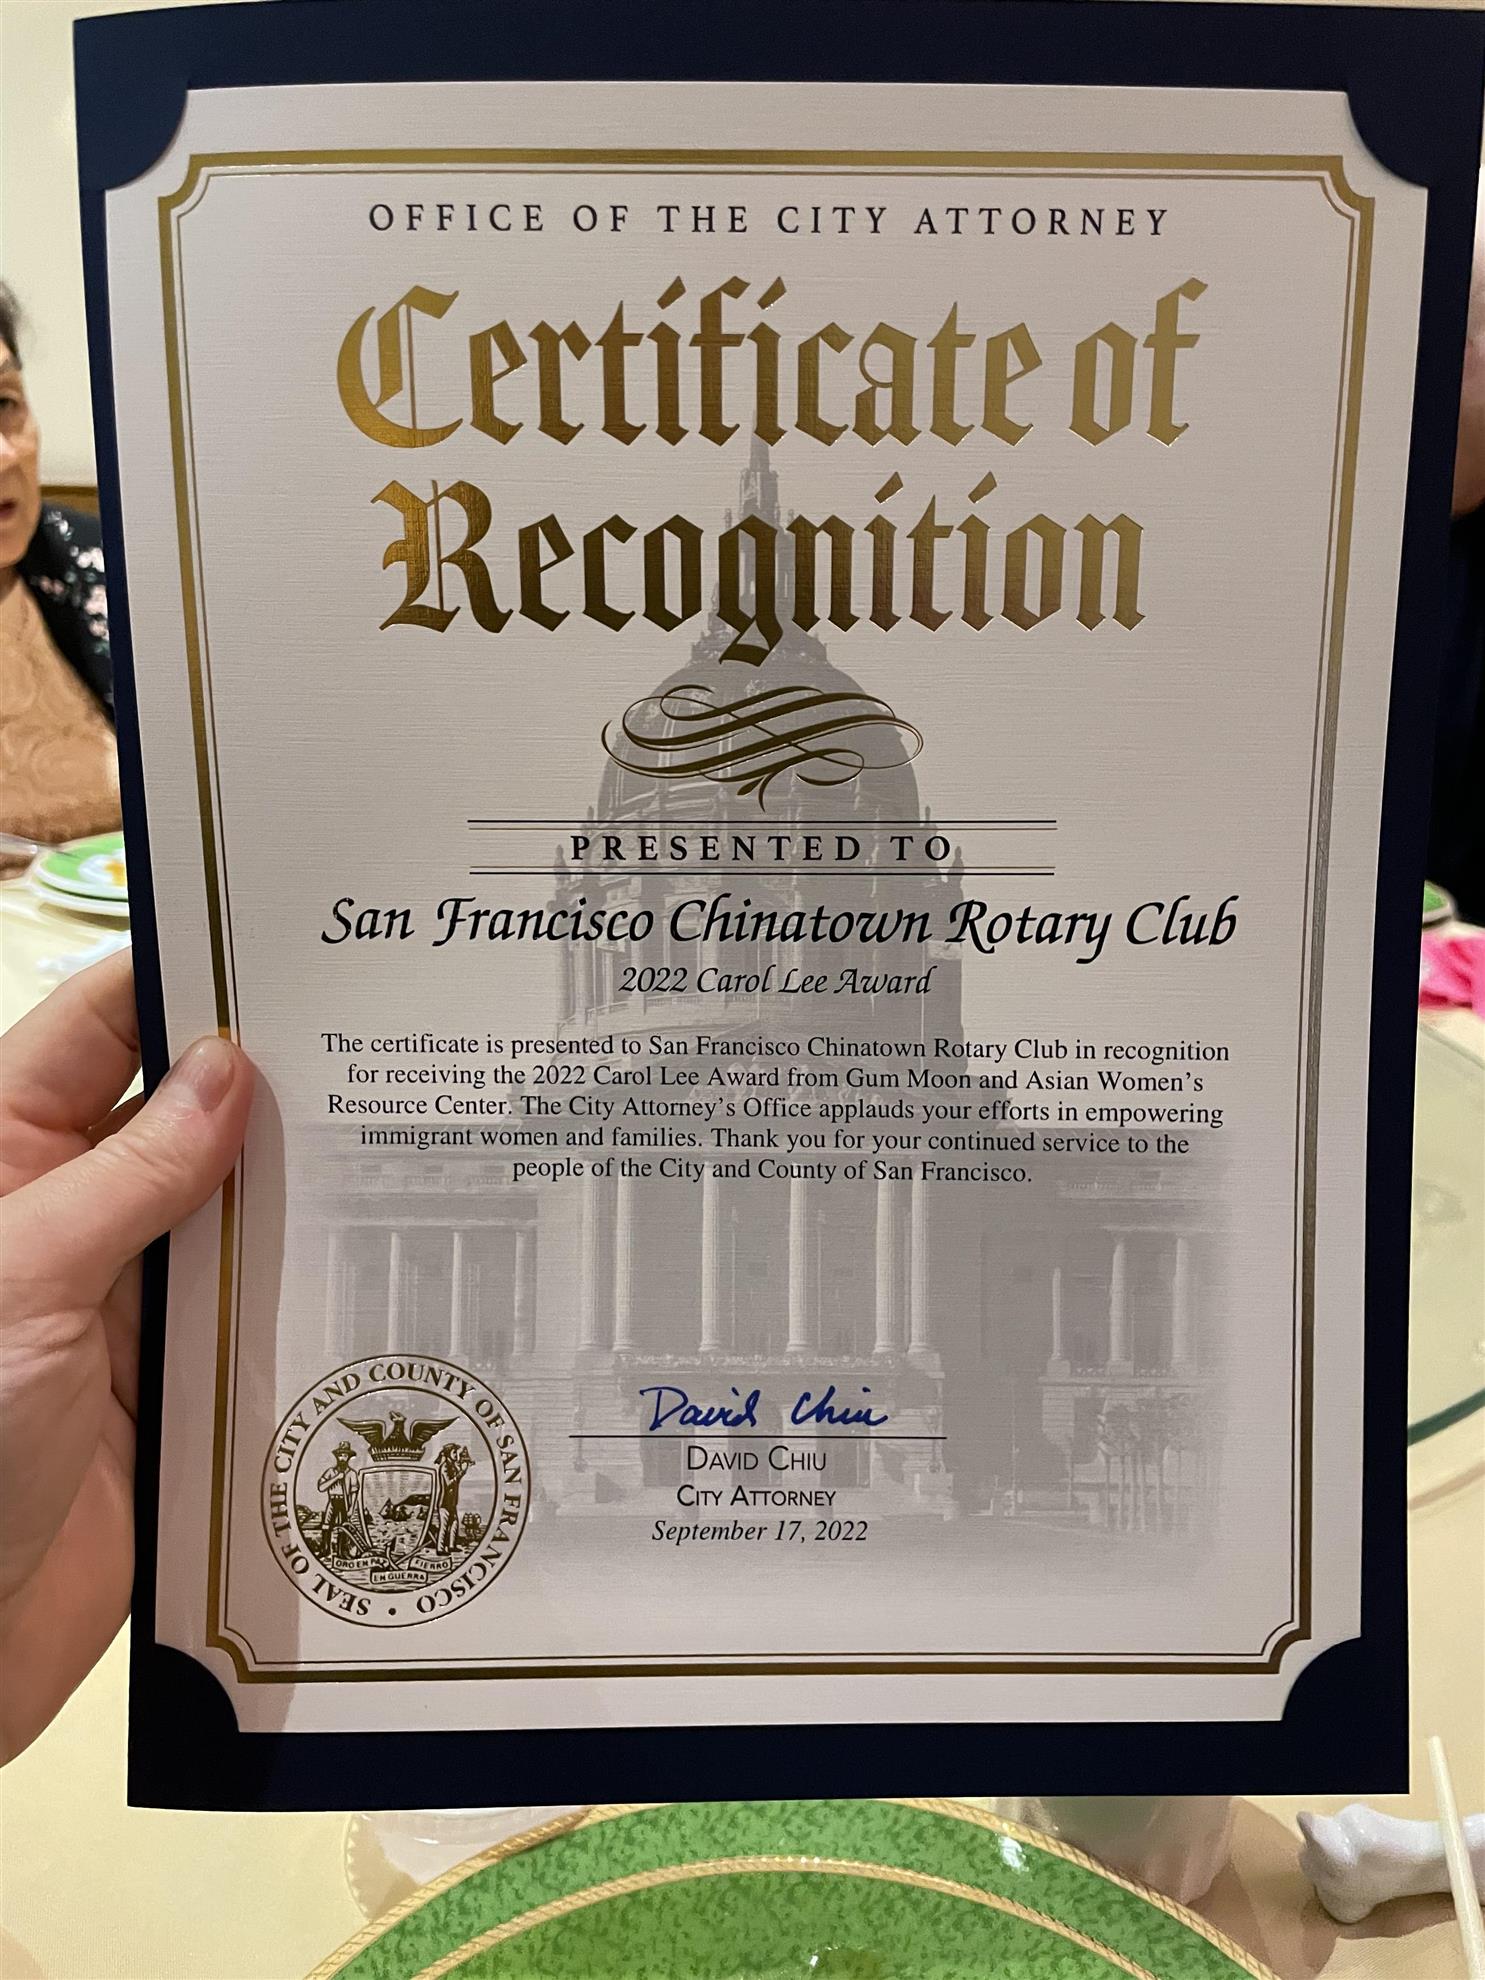 OFFICE OF THE CITY ATTORNEY
Certificate of
Recognition
PRESENTED TO
San Francisco Chinatown Rotary Club
2022 Carol Lee Award
The certificate is presented to San Francisco Chinatown Rotary Club in recognition
for receiving the 2022 Carol Lee Award from Gum Moon and Asian Women's
Resource Center. The City Attorney's Office applauds your efforts in empowering
immigrant women and families. Thank you for your continued service to the
people of the City and County of San Francisco.
David Chiu
DAVID CHIU
CITY ATTORNEY
September 17, 2022
SEAL OF THE CITY AND COUNTY OF SAN FRANCISCO
ORO EN PAZ
FIERRO
EN GUERRA